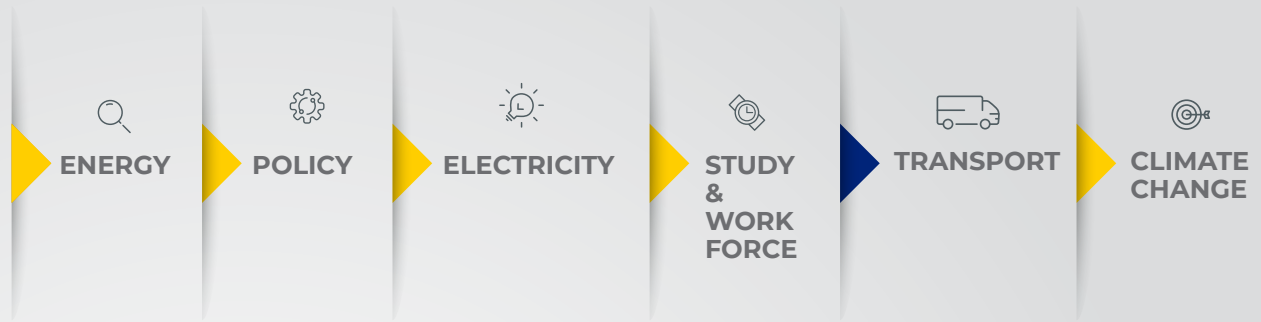 ENERGY
POLICY
ELECTRICITY
STUDY
&
WORK
FORCE
TRANSPORT
CLIMATE
CHANGE